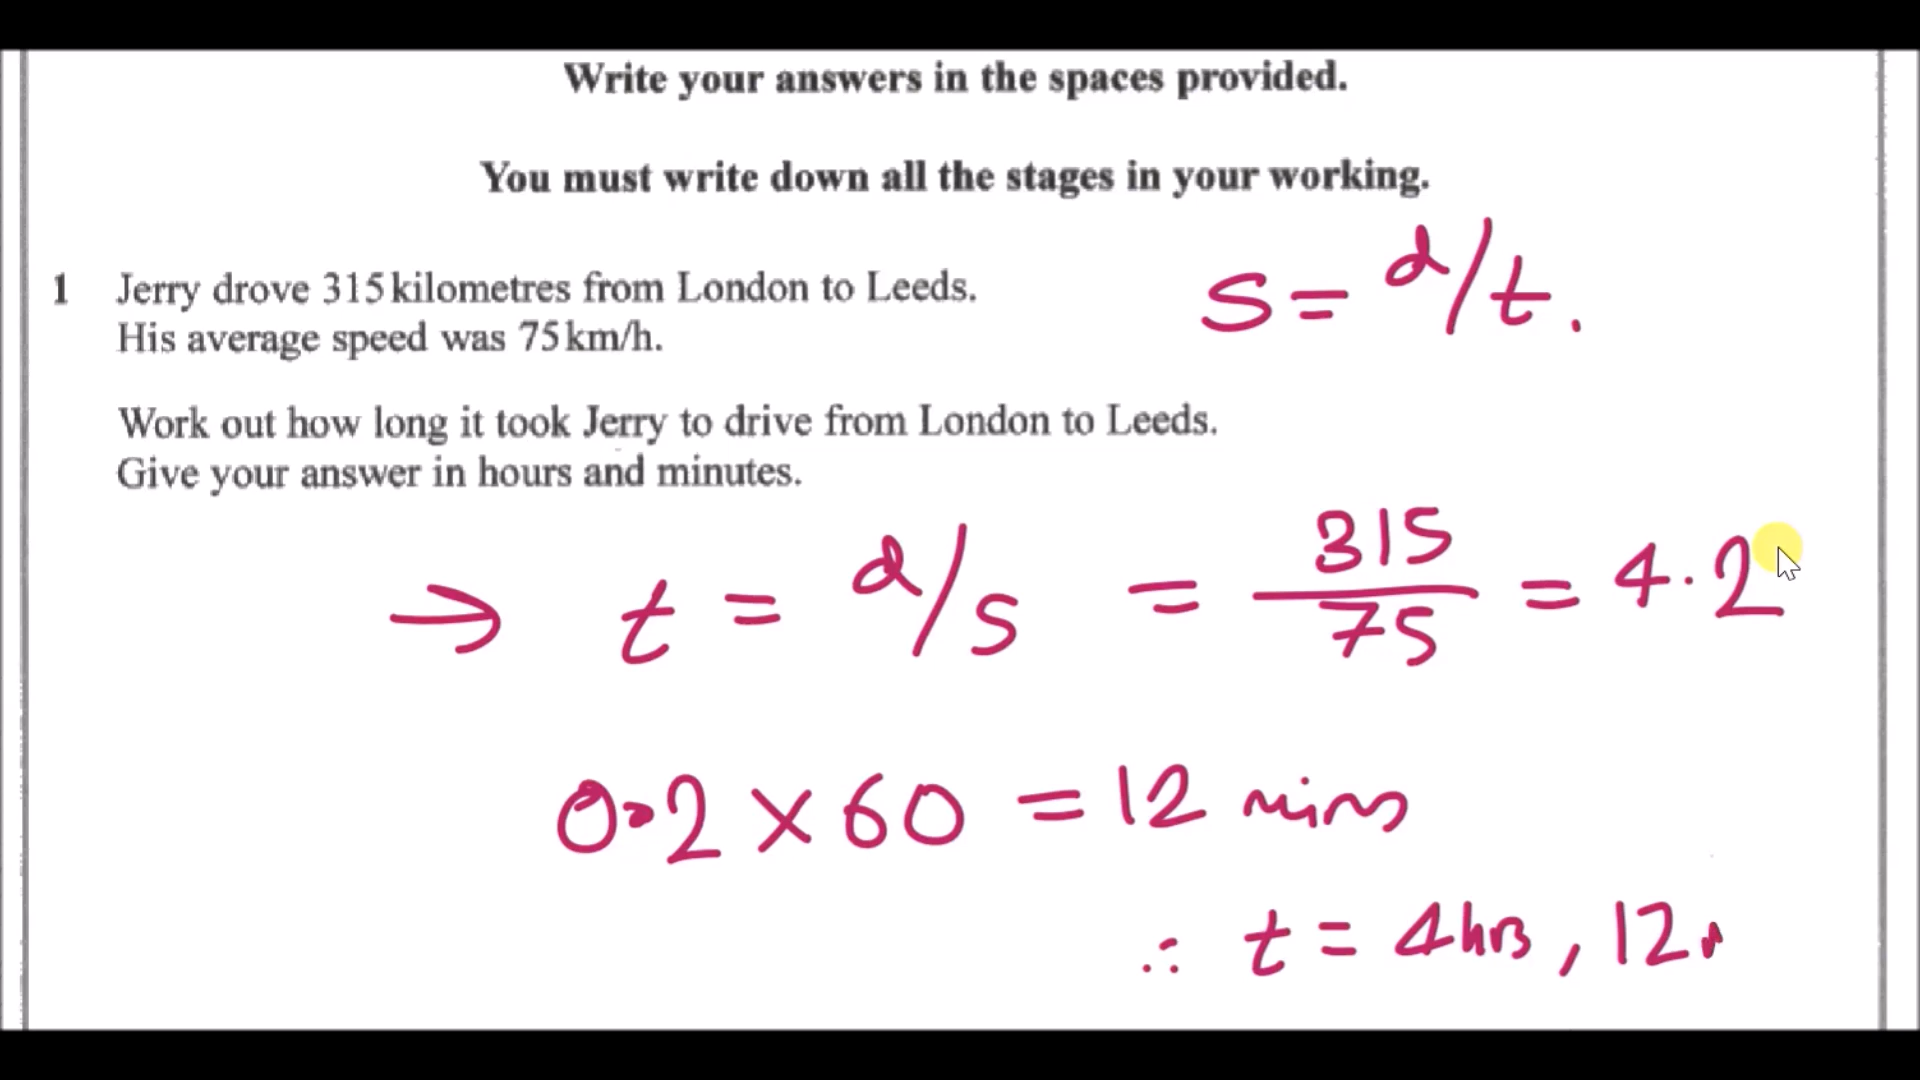 Write your answers in the spaces provided.
You must write down all the stages in your working.
S = d/t.
1 Jerry drove 315 kilometres from London to Leeds.
His average speed was 75 km/h.
Work out how long it took Jerry to drive from London to Leeds.
Give your answer in hours and minutes.
→ t = d/s = 315/75 = 4.2
0.2 × 60 = 12 mins
∴ t = 4hrs, 12